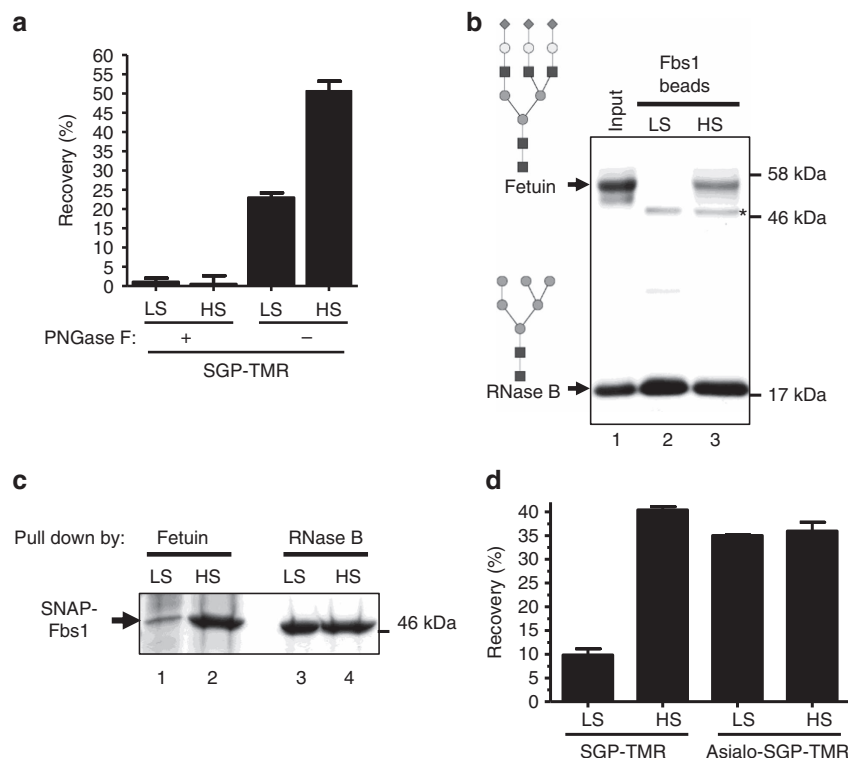 a
Recovery (%)
60
55
50
45
40
35
30
25
20
15
10
5
0
LS HS LS HS
PNGase F: + –
SGP-TMR
b
Fbs1
beads
Input
LS HS
Fetuin
58 kDa
*
46 kDa
RNase B
17 kDa
1 2 3
c
Pull down by: Fetuin RNase B
LS HS LS HS
SNAP-
Fbs1
46 kDa
1 2 3 4
d
Recovery (%)
40
35
30
25
20
15
10
5
0
LS HS LS HS
SGP-TMR Asialo-SGP-TMR